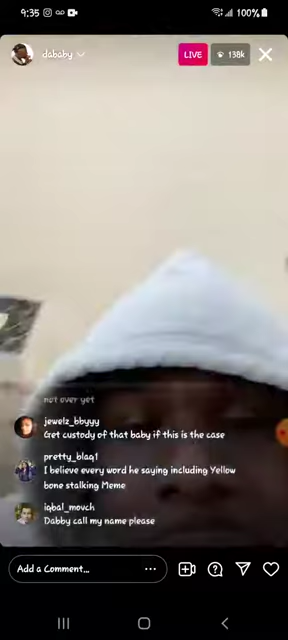 9:35
100%
dababy
LIVE
138k
not over yet
jewelz_bbyyy
Get custody of that baby if this is the case
pretty_blaq1
I believe every word he saying including Yellow
bone stalking Meme
iqbal_movch
Dabby call my name please
Add a Comment...